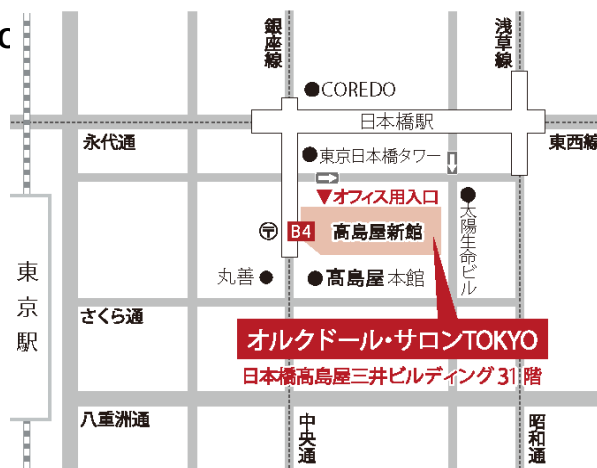 銀座線
浅草線
COREDO
日本橋駅
永代通
東西線
東京日本橋タワー
▼オフィス用入口
〒
B4
髙島屋新館
太陽生命ビル
丸善
髙島屋 本館
東京駅
さくら通
オルクドール・サロンTOKYO
日本橋髙島屋三井ビルディング 31階
八重洲通
中央通
昭和通